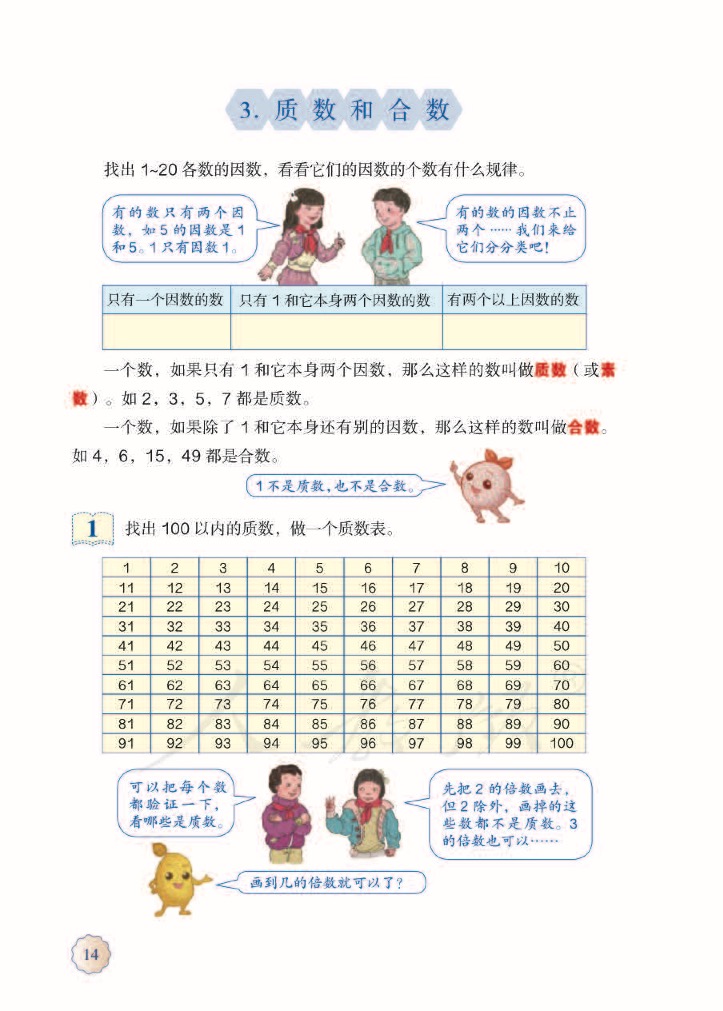 3. 质数和合数
找出 1~20 各数的因数，看看它们的因数的个数有什么规律。
有的数只有两个因
数，如 5 的因数是 1
和 5。1 只有因数 1。
有的数的因数不止
两个……我们来给
它们分分类吧！
只有一个因数的数 只有 1 和它本身两个因数的数 有两个以上因数的数
一个数，如果只有 1 和它本身两个因数，那么这样的数叫做质数（或素
数）。如 2，3，5，7 都是质数。
一个数，如果除了 1 和它本身还有别的因数，那么这样的数叫做合数。
如 4，6，15，49 都是合数。
1 不是质数，也不是合数。
1 找出 100 以内的质数，做一个质数表。
1 2 3 4 5 6 7 8 9 10
11 12 13 14 15 16 17 18 19 20
21 22 23 24 25 26 27 28 29 30
31 32 33 34 35 36 37 38 39 40
41 42 43 44 45 46 47 48 49 50
51 52 53 54 55 56 57 58 59 60
61 62 63 64 65 66 67 68 69 70
71 72 73 74 75 76 77 78 79 80
81 82 83 84 85 86 87 88 89 90
91 92 93 94 95 96 97 98 99 100
可以把每个数
都验证一下，
看哪些是质数。
先把 2 的倍数画去，
但 2 除外，画掉的这
些数都不是质数。3
的倍数也可以……
画到几的倍数就可以了？
14